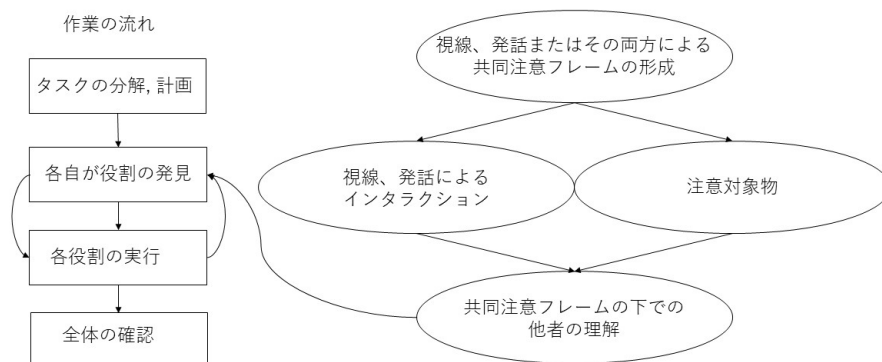 作業の流れ
タスクの分解, 計画
各自が役割の発見
各役割の実行
全体の確認
視線、発話またはその両方による
共同注意フレームの形成
視線、発話による
インタラクション
注意対象物
共同注意フレームの下での
他者の理解